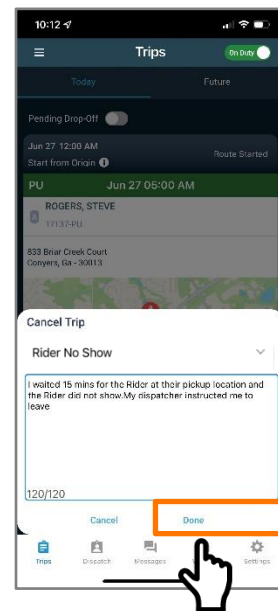 10:12
Trips
On Duty
Today
Future
Pending Drop-Off
Jun 27 12:00 AM
Start from Origin
Route Started
PU
Jun 27 05:00 AM
ROGERS, STEVE
17137-PU
833 Briar Creek Court
Conyers, Ga - 30013
Cancel Trip
Rider No Show
I waited 15 mins for the Rider at their pickup location and
the Rider did not show.My dispatcher instructed me to
leave
120/120
Cancel
Done
Trips
Dispatch
Messages
Settings